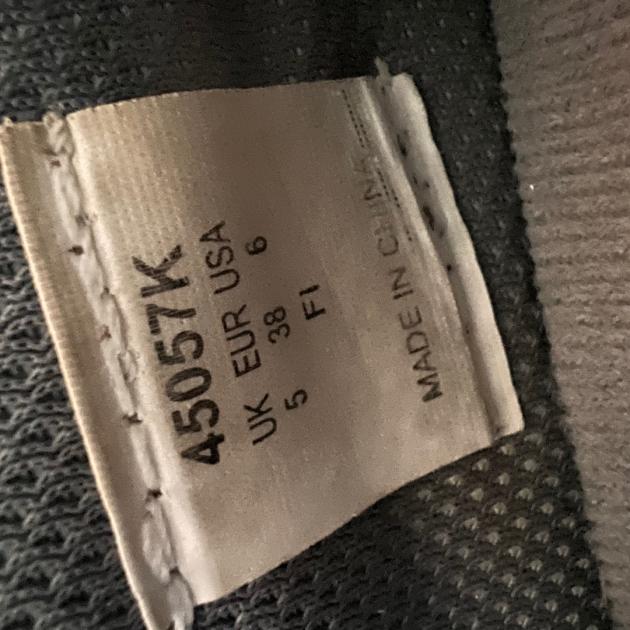 45057K
UK EUR USA
5 38 6
FI
MADE IN CHINA